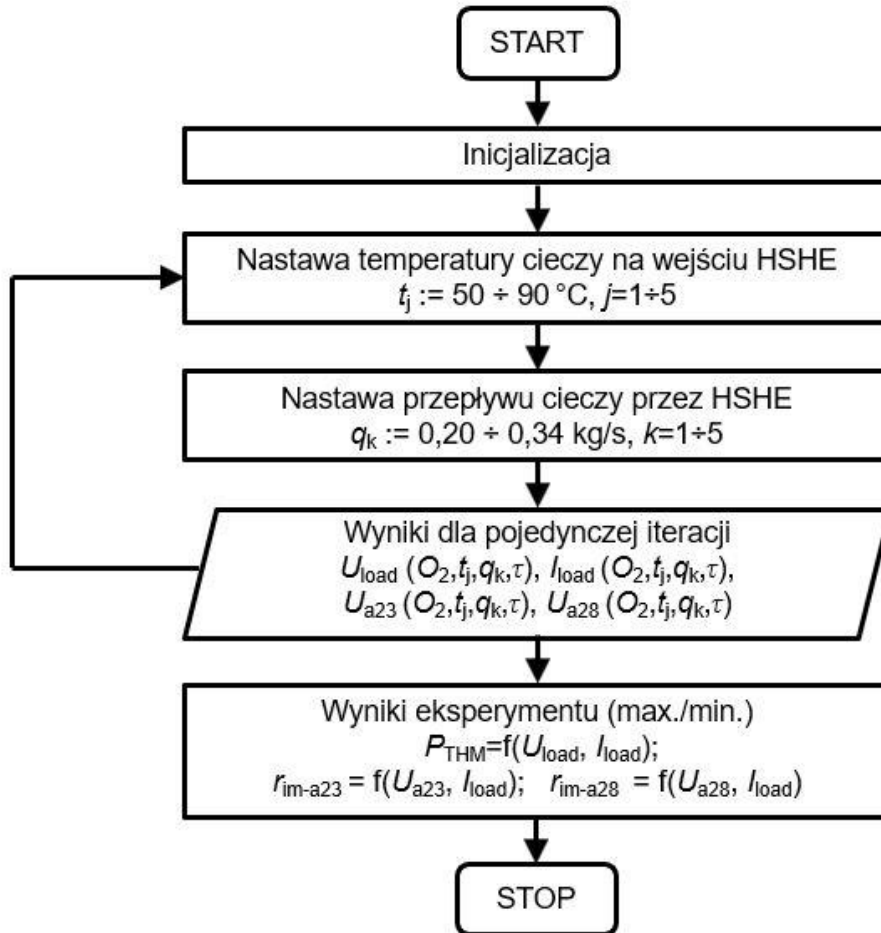 START
Inicjalizacja
Nastawa temperatury cieczy na wejściu HSHE
tj := 50 ÷ 90 °C, j=1÷5
Nastawa przepływu cieczy przez HSHE
qk := 0,20 ÷ 0,34 kg/s, k=1÷5
Wyniki dla pojedynczej iteracji
Uload (O2,tj,qk,τ), Iload (O2,tj,qk,τ),
Ua23 (O2,tj,qk,τ), Ua28 (O2,tj,qk,τ)
Wyniki eksperymentu (max./min.)
PTHM=f(Uload, Iload);
rim-a23 = f(Ua23, Iload); rim-a28 = f(Ua28, Iload)
STOP